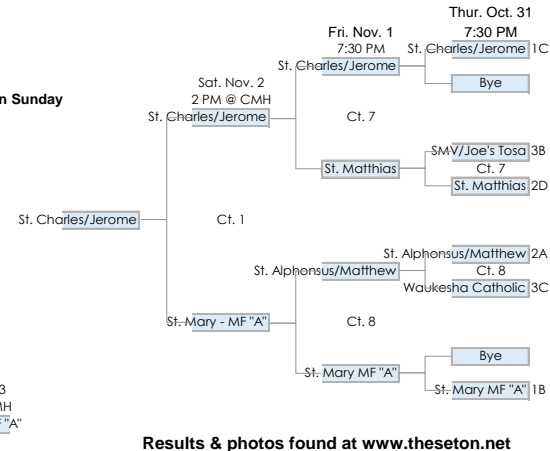 Thur. Oct. 31
Fri. Nov. 1 7:30 PM
7:30 PM St. Charles/Jerome 1C
St. Charles/Jerome
Sat. Nov. 2 Bye
n Sunday 2 PM @ CMH
St. Charles/Jerome Ct. 7
SMV/Joe's Tosa 3B
St. Matthias Ct. 7
St. Matthias 2D
St. Charles/Jerome Ct. 1
St. Alphonsus/Matthew 2A
St. Alphonsus/Matthew Ct. 8
Waukesha Catholic 3C
St. Mary - MF "A" Ct. 8
Bye
St. Mary MF "A"
St. Mary MF "A" 1B
3
MH
"A"
Results & photos found at www.theseton.net